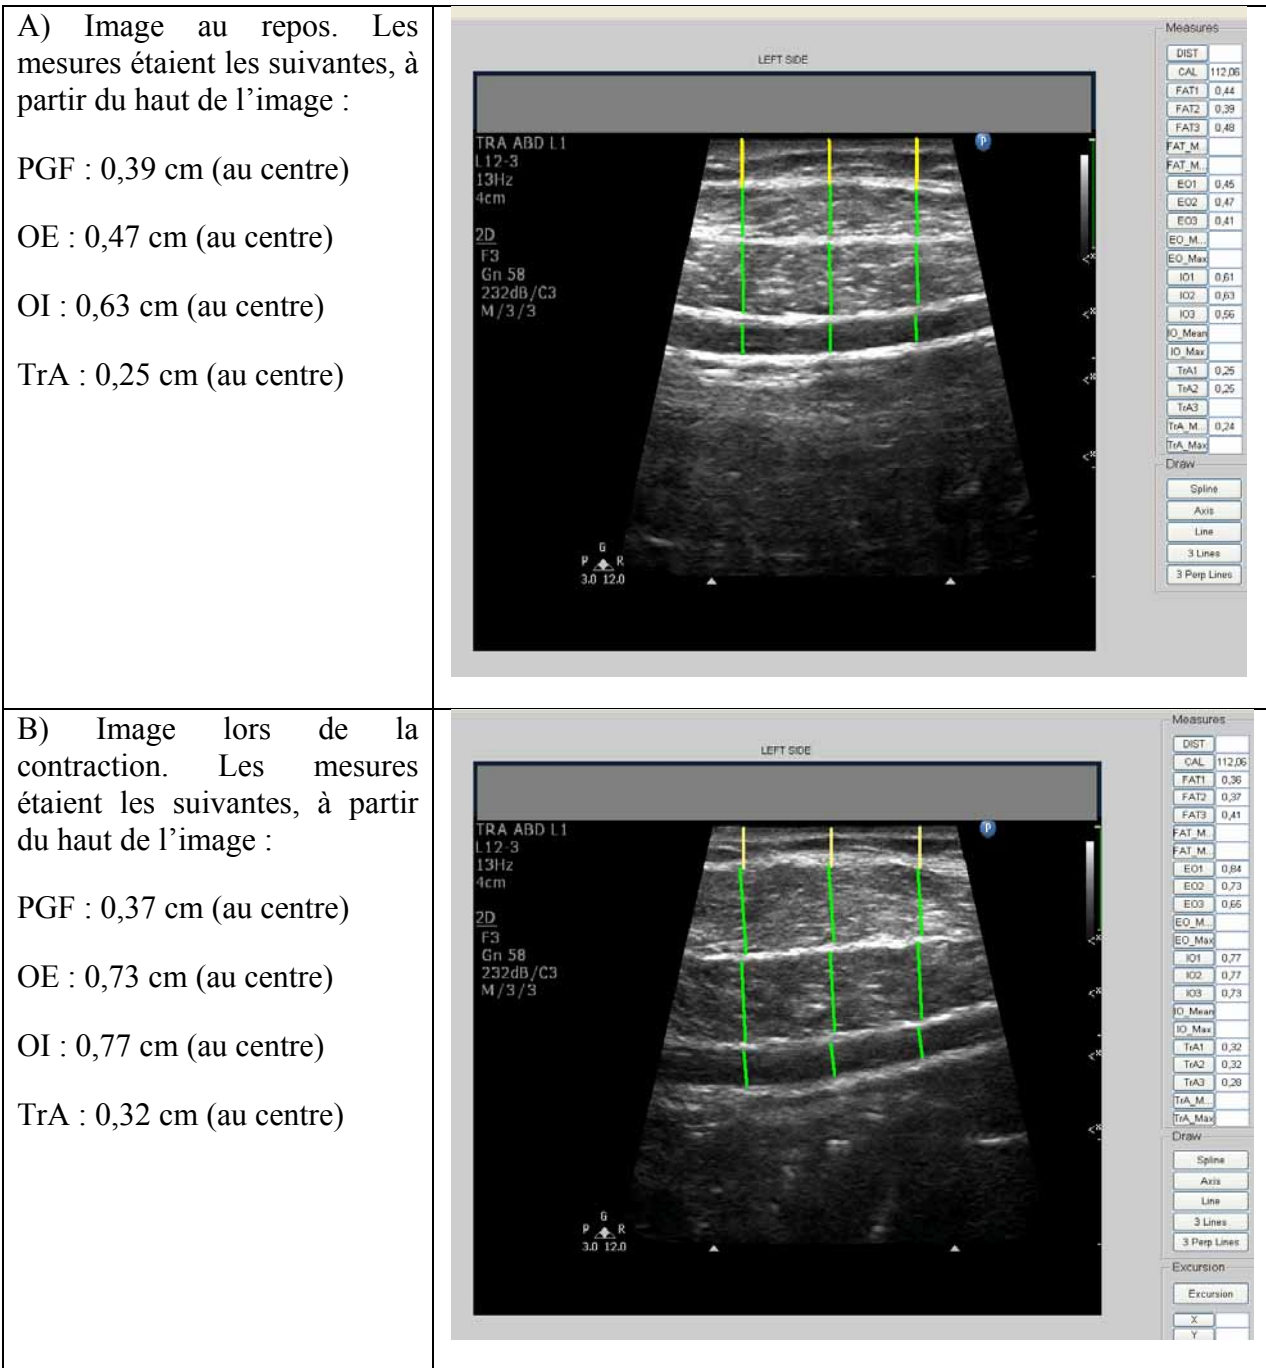 A) Image au repos. Les
mesures étaient les suivantes, à
partir du haut de l'image :
PGF : 0,39 cm (au centre)
OE : 0,47 cm (au centre)
OI : 0,63 cm (au centre)
TrA : 0,25 cm (au centre)
LEFT SIDE
TRA ABD L1
L12-3
13Hz
4cm
2D
F3
Gn 58
232dB/C3
M/3/3
P
G
P R
3.0 12.0
Measures
DIST
CAL 112,06
FAT1 0,44
FAT2 0,39
FAT3 0,48
FAT_M...
FAT_M...
EO1 0,45
EO2 0,47
EO3 0,41
EO_M...
EO_Max
IO1 0,61
IO2 0,63
IO3 0,56
IO_Mean
IO_Max
TrA1 0,25
TrA2 0,25
TrA3
TrA_M... 0,24
TrA_Max
Draw
Spline
Axis
Line
3 Lines
3 Perp Lines
B) Image lors de la
contraction. Les mesures
étaient les suivantes, à partir
du haut de l'image :
PGF : 0,37 cm (au centre)
OE : 0,73 cm (au centre)
OI : 0,77 cm (au centre)
TrA : 0,32 cm (au centre)
LEFT SIDE
TRA ABD L1
L12-3
13Hz
4cm
2D
F3
Gn 58
232dB/C3
M/3/3
P
G
P R
3.0 12.0
Measures
DIST
CAL 112,06
FAT1 0,36
FAT2 0,37
FAT3 0,41
FAT_M...
FAT_M...
EO1 0,84
EO2 0,73
EO3 0,65
EO_M...
EO_Max
IO1 0,77
IO2 0,77
IO3 0,73
IO_Mean
IO_Max
TrA1 0,32
TrA2 0,32
TrA3 0,28
TrA_M...
TrA_Max
Draw
Spline
Axis
Line
3 Lines
3 Perp Lines
Excursion
Excursion
X
Y